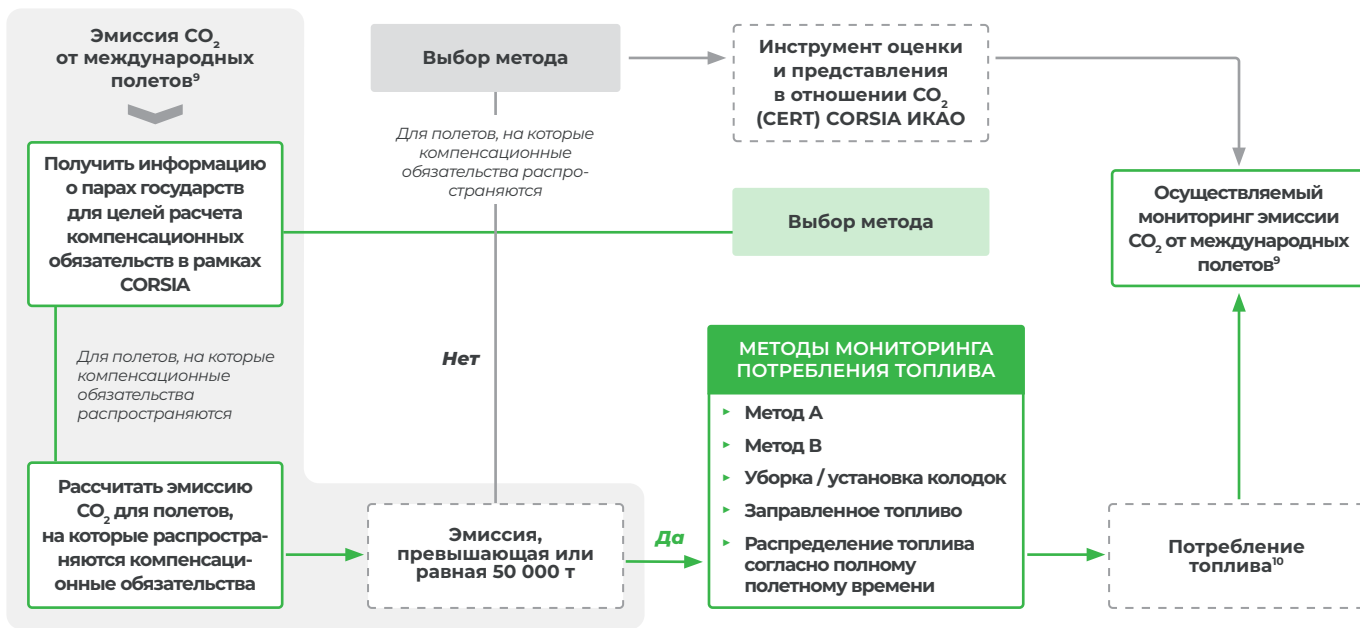 Эмиссия CO₂
от международных
полетов⁹
Получить информацию
о парах государств
для целей расчета
компенсационных
обязательств в рамках
CORSIA
Для полетов, на которые
компенсационные
обязательства
распространяются
Рассчитать эмиссию
CO₂ для полетов,
на которые распростра-
няются компенсаци-
онные обязательства
Выбор метода
Для полетов, на которые
компенсационные
обязательства распро-
страняются
Нет
Эмиссия,
превышающая или
равная 50 000 т
Да
Инструмент оценки
и представления
в отношении CO₂
(CERT) CORSIA ИКАО
Выбор метода
МЕТОДЫ МОНИТОРИНГА
ПОТРЕБЛЕНИЯ ТОПЛИВА
Метод A
Метод B
Уборка / установка колодок
Заправленное топливо
Распределение топлива
согласно полному
полетному времени
Осуществляемый
мониторинг эмиссии
CO₂ от международных
полетов⁹
Потребление
топлива¹⁰